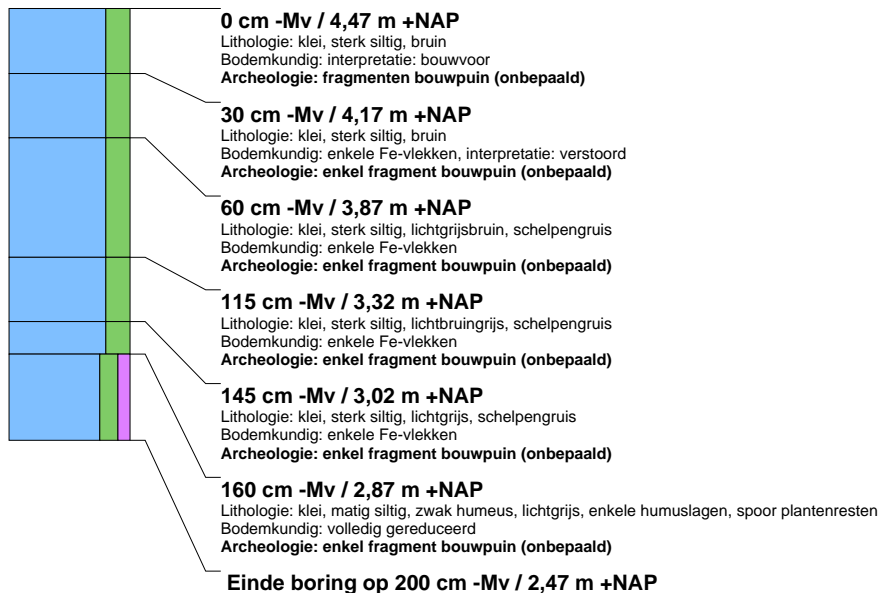 0 cm -Mv / 4,47 m +NAP
Lithologie: klei, sterk siltig, bruin
Bodemkundig: interpretatie: bouwvoor
Archeologie: fragmenten bouwpuin (onbepaald)
30 cm -Mv / 4,17 m +NAP
Lithologie: klei, sterk siltig, bruin
Bodemkundig: enkele Fe-vlekken, interpretatie: verstoord
Archeologie: enkel fragment bouwpuin (onbepaald)
60 cm -Mv / 3,87 m +NAP
Lithologie: klei, sterk siltig, lichtgrijsbruin, schelpengruis
Bodemkundig: enkele Fe-vlekken
Archeologie: enkel fragment bouwpuin (onbepaald)
115 cm -Mv / 3,32 m +NAP
Lithologie: klei, sterk siltig, lichtbruingrijs, schelpengruis
Bodemkundig: enkele Fe-vlekken
Archeologie: enkel fragment bouwpuin (onbepaald)
145 cm -Mv / 3,02 m +NAP
Lithologie: klei, sterk siltig, lichtgrijs, schelpengruis
Bodemkundig: enkele Fe-vlekken
Archeologie: enkel fragment bouwpuin (onbepaald)
160 cm -Mv / 2,87 m +NAP
Lithologie: klei, matig siltig, zwak humeus, lichtgrijs, enkele humuslagen, spoor plantenresten
Bodemkundig: volledig gereduceerd
Archeologie: enkel fragment bouwpuin (onbepaald)
Einde boring op 200 cm -Mv / 2,47 m +NAP